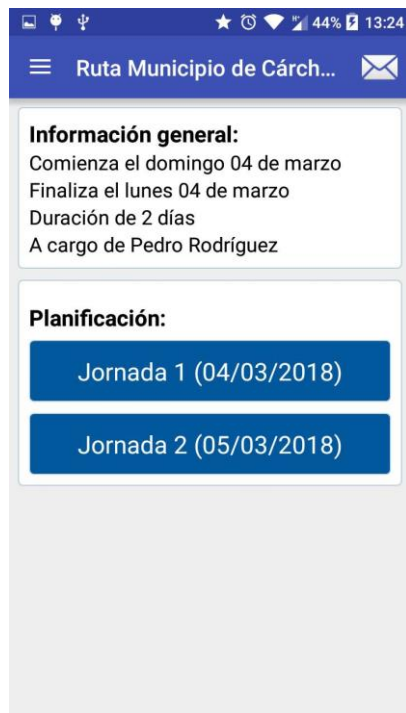 44% 13:24
Ruta Municipio de Cárch...
Información general:
Comienza el domingo 04 de marzo
Finaliza el lunes 04 de marzo
Duración de 2 días
A cargo de Pedro Rodríguez
Planificación:
Jornada 1 (04/03/2018)
Jornada 2 (05/03/2018)